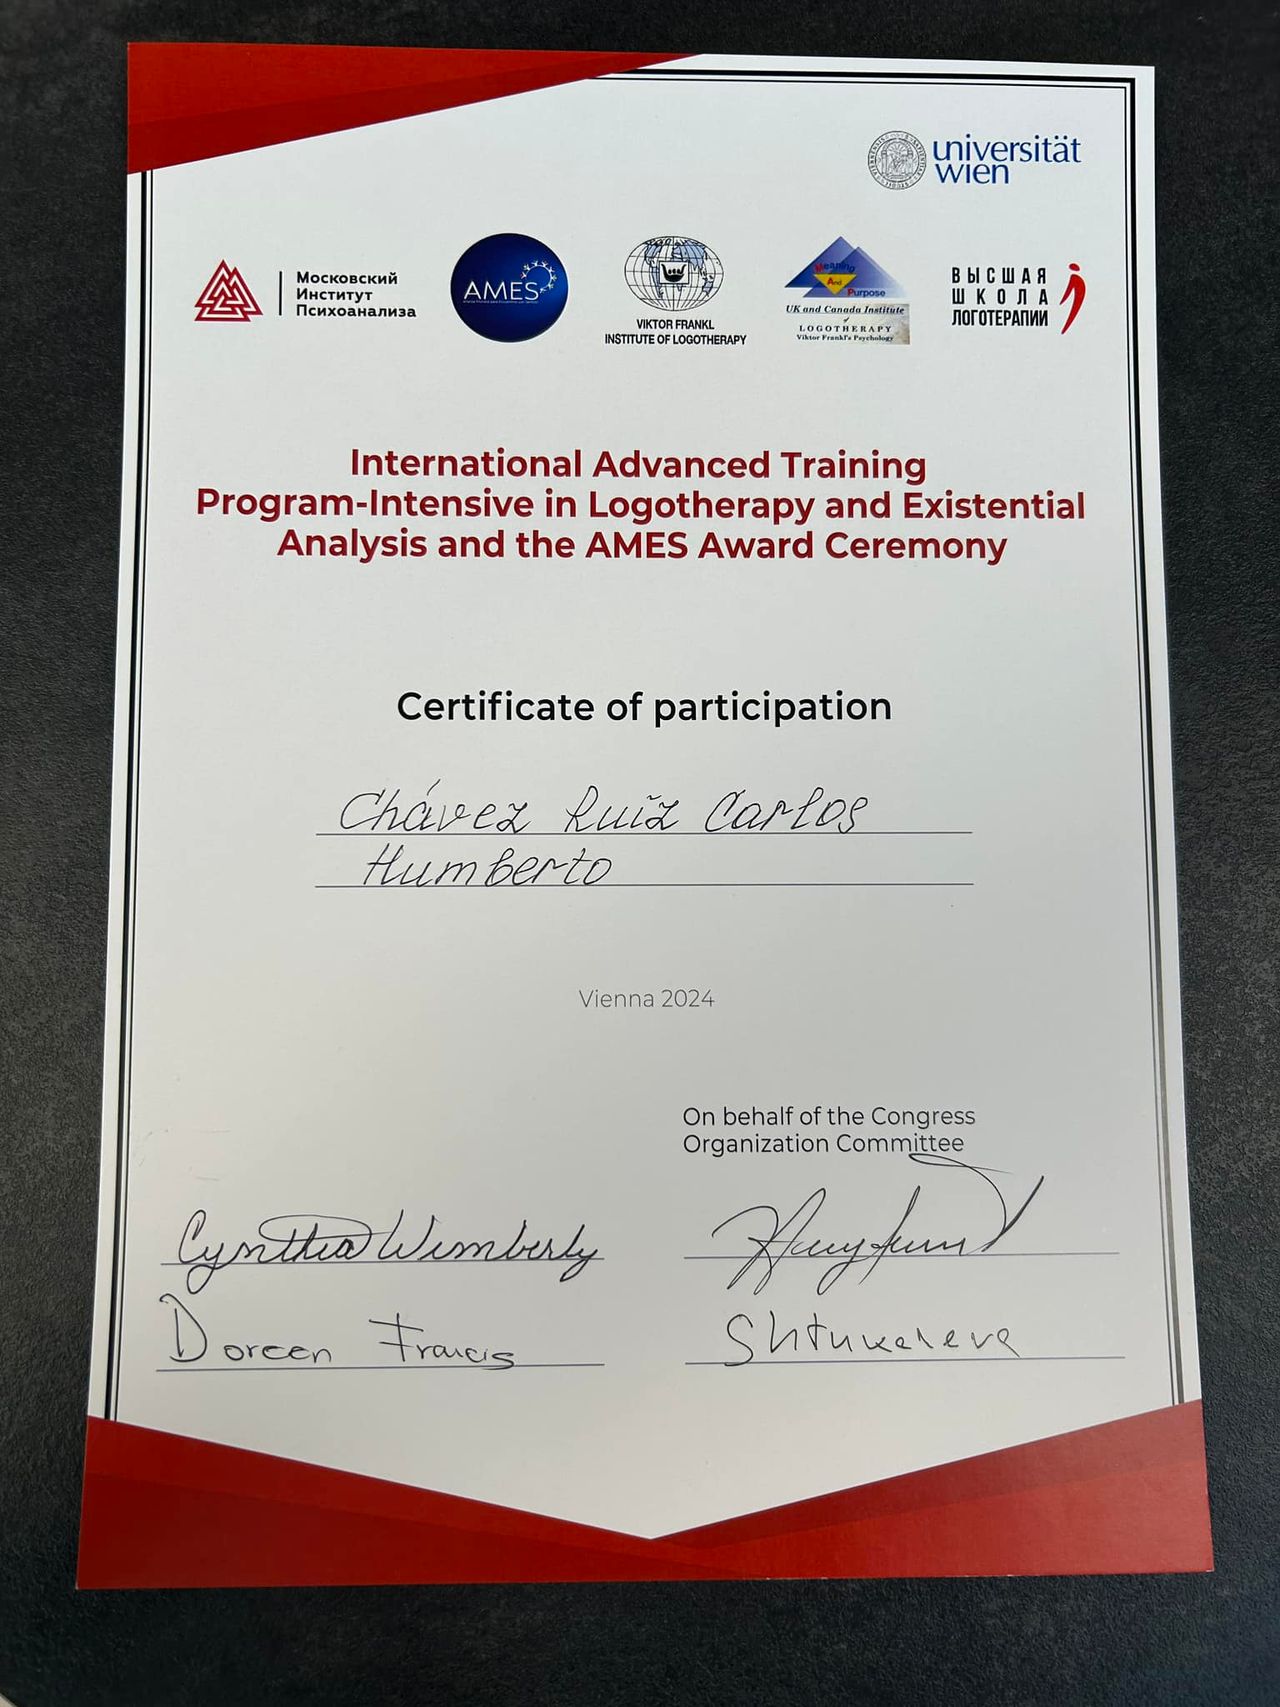 universität
wien
Московский
Институт
Психоанализа
AMES
VIKTOR FRANKL
INSTITUTE OF LOGOTHERAPY
Meaning
And
Purpose
UK and Canada Institute
of
LOGOTHERAPY
Viktor Frankl's Psychology
ВЫСШАЯ
ШКОЛА
ЛОГОТЕРАПИИ
International Advanced Training
Program-Intensive in Logotherapy and Existential
Analysis and the AMES Award Ceremony
Certificate of participation
Chávez Ruíz Carlos
Humberto
Vienna 2024
On behalf of the Congress
Organization Committee
Cynthia Wimberly
Doreen Francis
Shtukareva